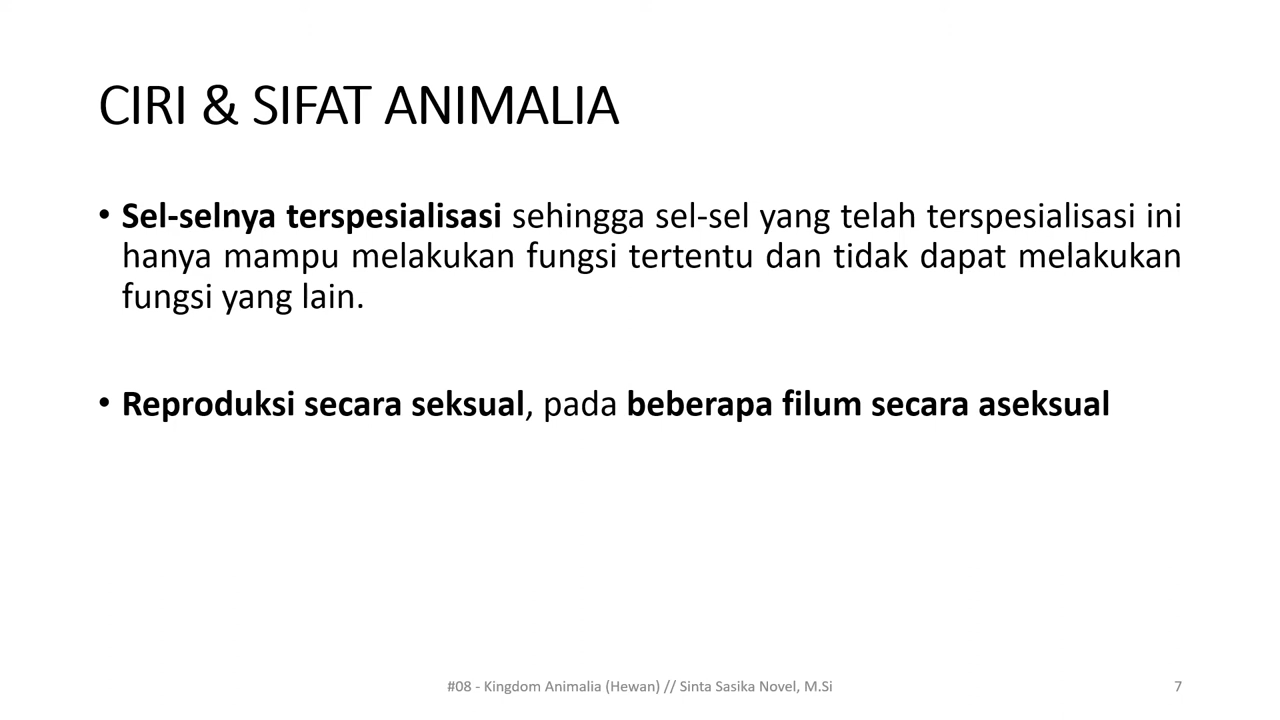 CIRI & SIFAT ANIMALIA
• Sel-selnya terspesialisasi sehingga sel-sel yang telah terspesialisasi ini
hanya mampu melakukan fungsi tertentu dan tidak dapat melakukan
fungsi yang lain.
• Reproduksi secara seksual, pada beberapa filum secara aseksual
#08 - Kingdom Animalia (Hewan) // Sinta Sasika Novel, M.Si
7